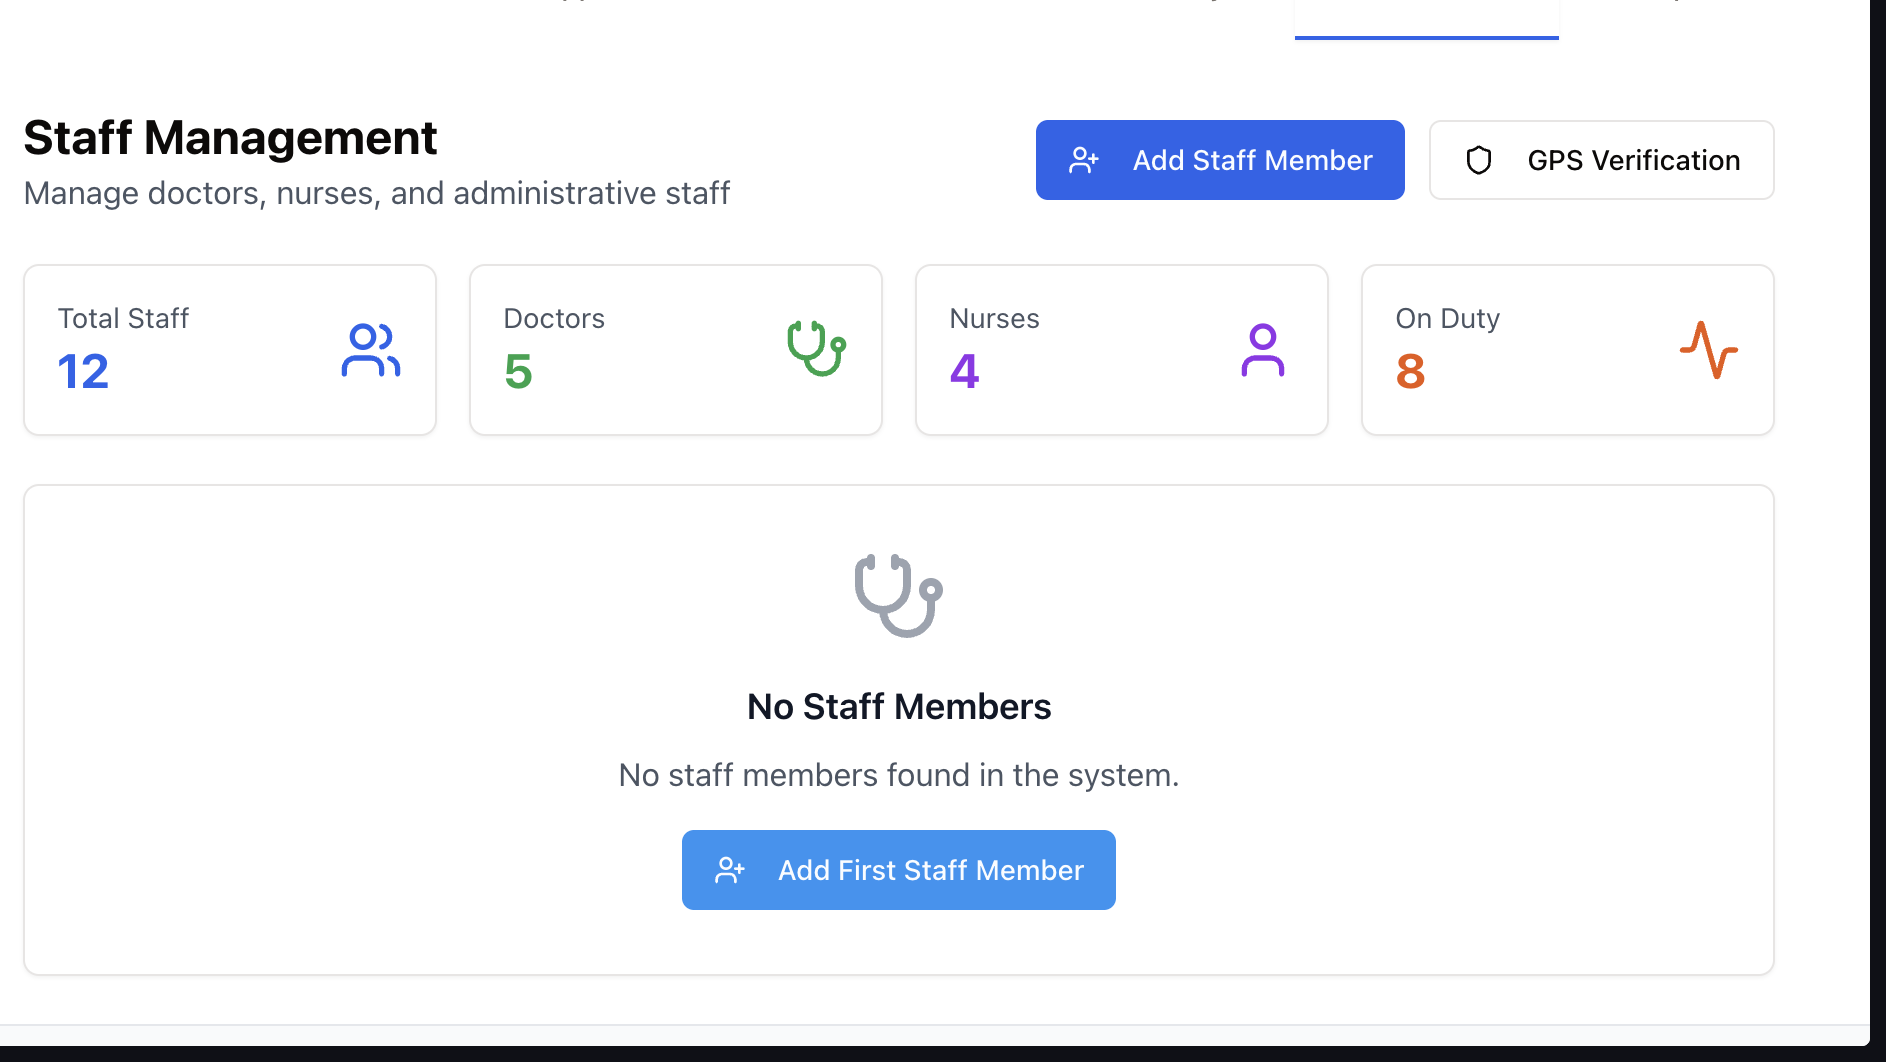 Staff Management
Manage doctors, nurses, and administrative staff
Add Staff Member
GPS Verification
Total Staff
12
Doctors
5
Nurses
4
On Duty
8
No Staff Members
No staff members found in the system.
Add First Staff Member